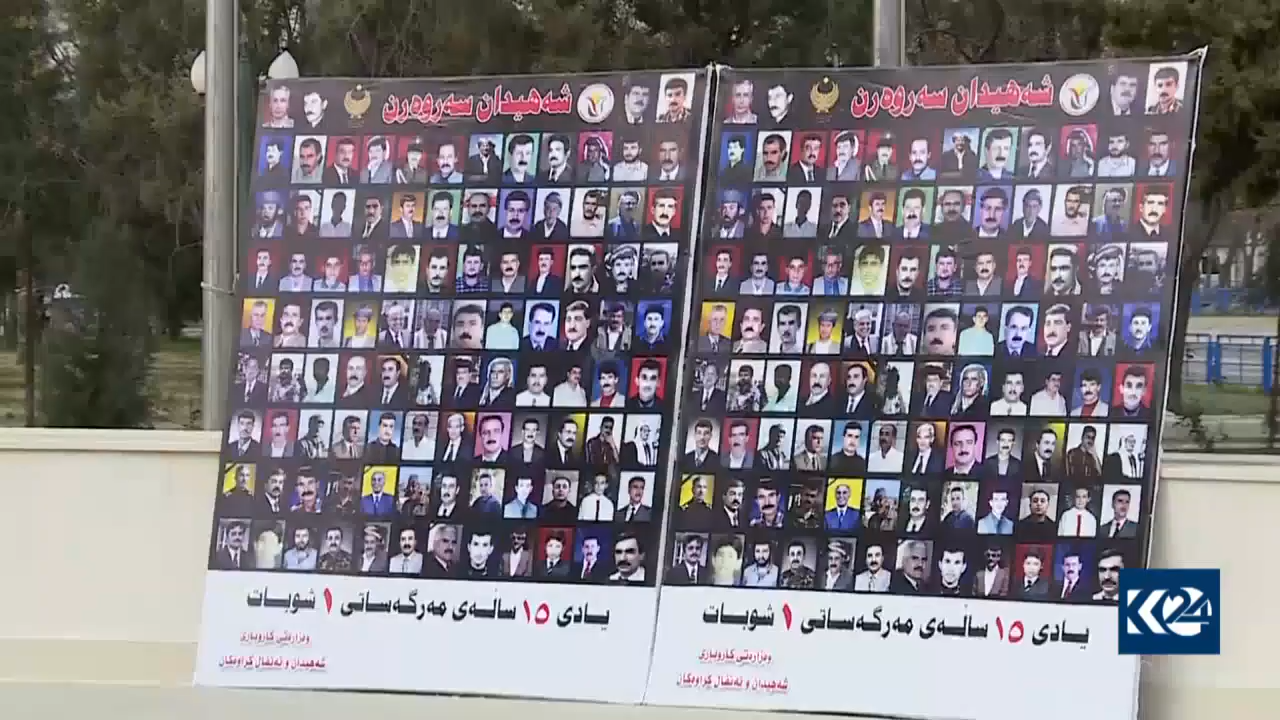 شەهیدان سەروەرن
یادی ١٥ ساڵەی مەرگەساتی ١ شوبات
وەزارەتی کاروباری
شەهیدان و ئەنفال کراوەکان
شەهیدان سەروەرن
یادی ١٥ ساڵەی مەرگەساتی ١ شوبات
وەزارەتی کاروباری
شەهیدان و ئەنفال کراوەکان
K24